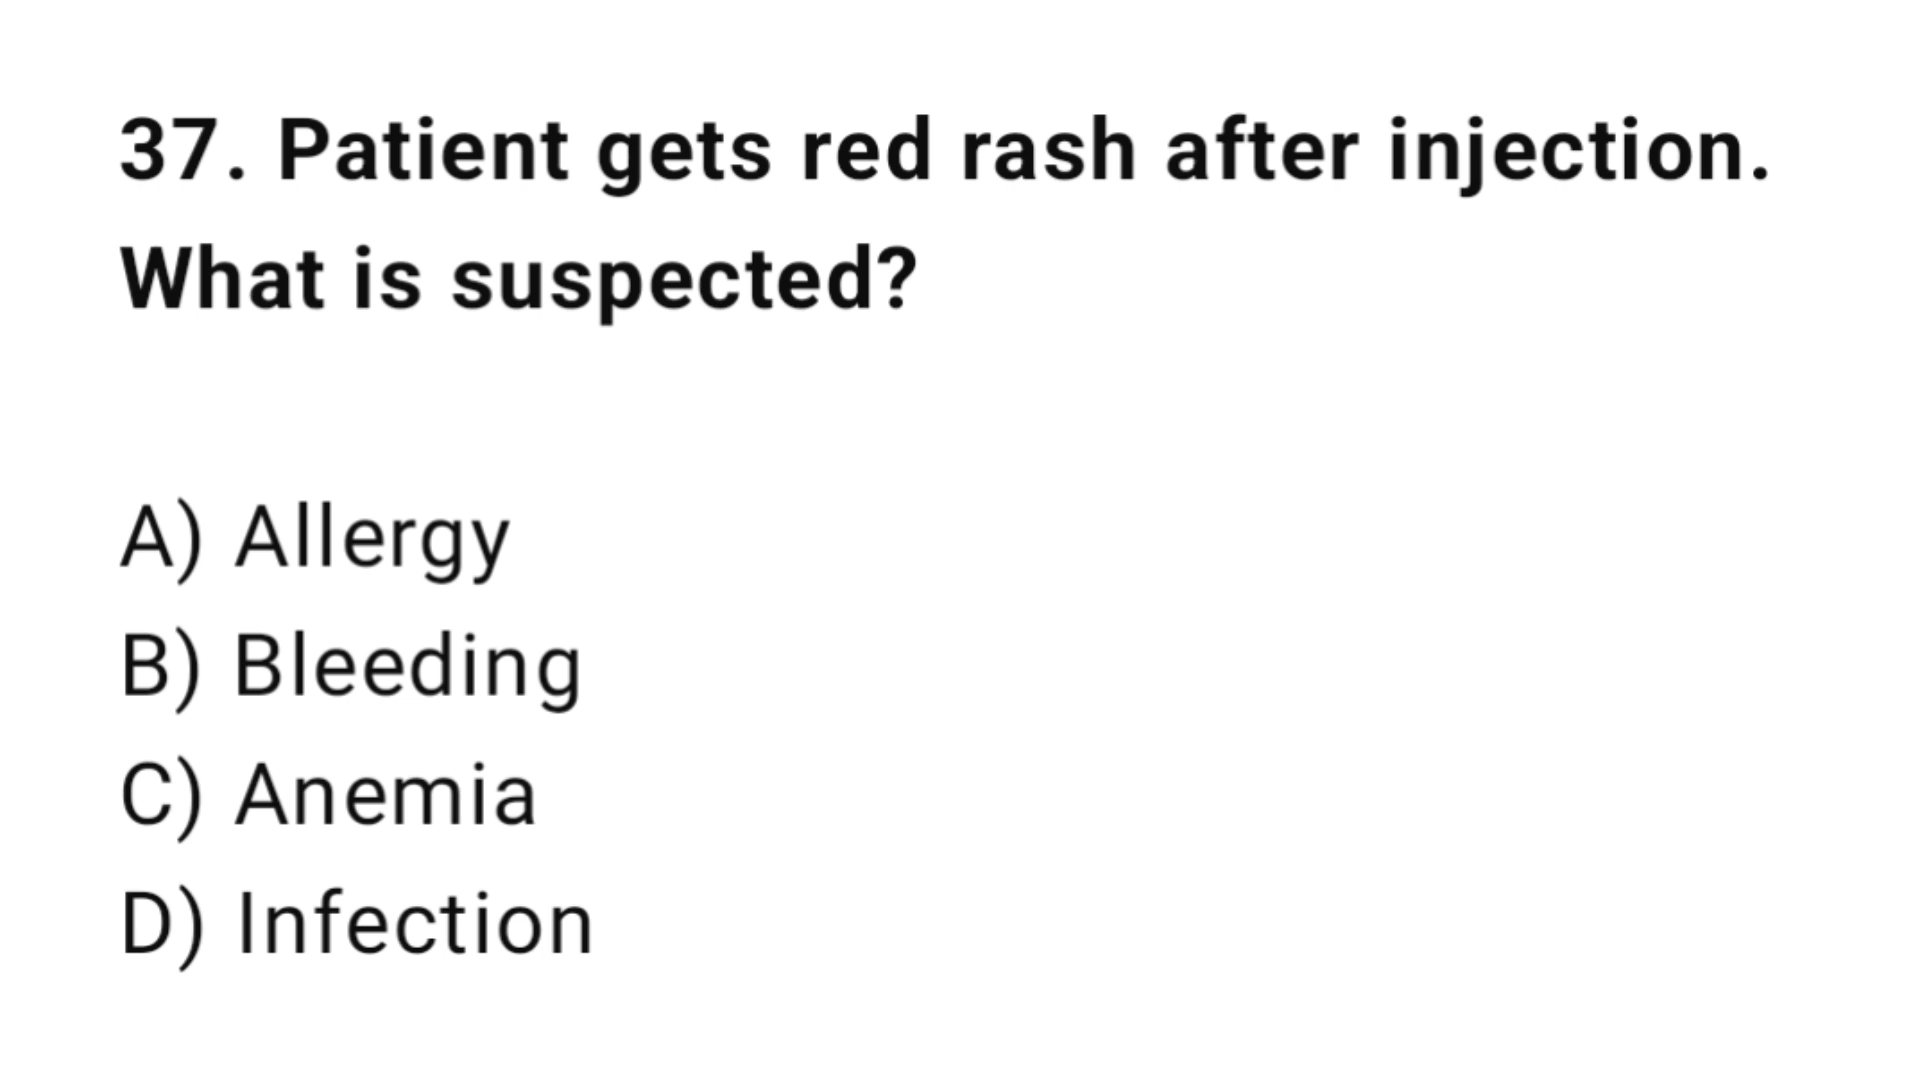 37. Patient gets red rash after injection.
What is suspected?
A) Allergy
B) Bleeding
C) Anemia
D) Infection